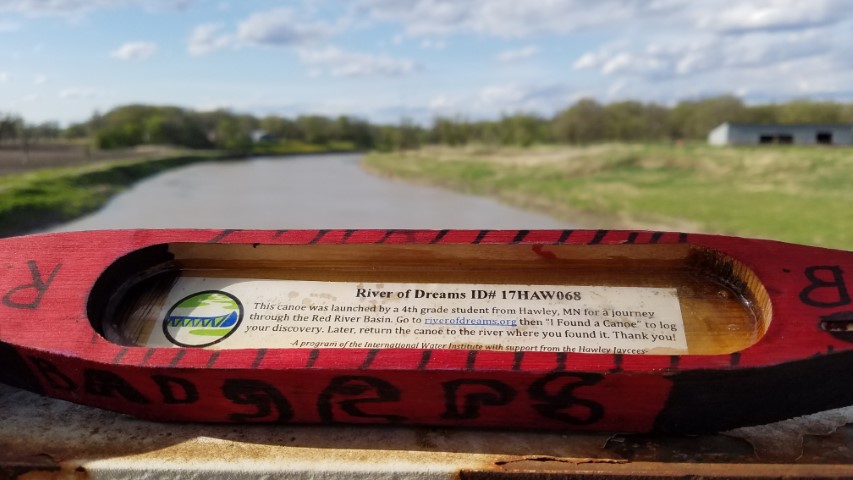 River of Dreams ID# 17HAW068
This canoe was launched by a 4th grade student from Hawley, MN for a journey
through the Red River Basin. Go to riverofdreams.org then "I Found a Canoe" to log
your discovery. Later, return the canoe to the river where you found it. Thank you!
A program of the International Water Institute with support from the Hawley Jaycees
R
B